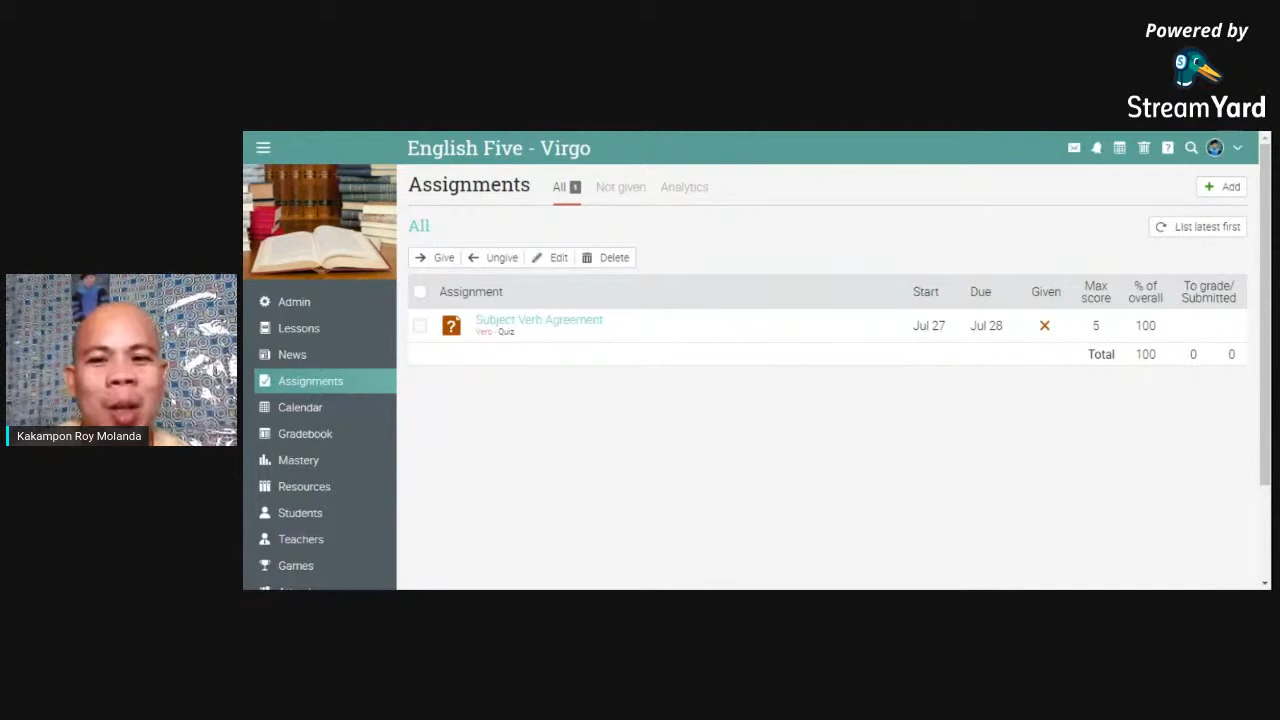 Powered by
StreamYard
English Five - Virgo
Assignments All 1 Not given Analytics + Add
All List latest first
Give Ungive Edit Delete
Assignment Start Due Given Max score % of overall To grade/ Submitted
Subject Verb Agreement Jul 27 Jul 28 5 100
Verb - Quiz
Total 100 0 0
Admin
Lessons
News
Assignments
Calendar
Gradebook
Mastery
Resources
Students
Teachers
Games
Kakampon Roy Molanda